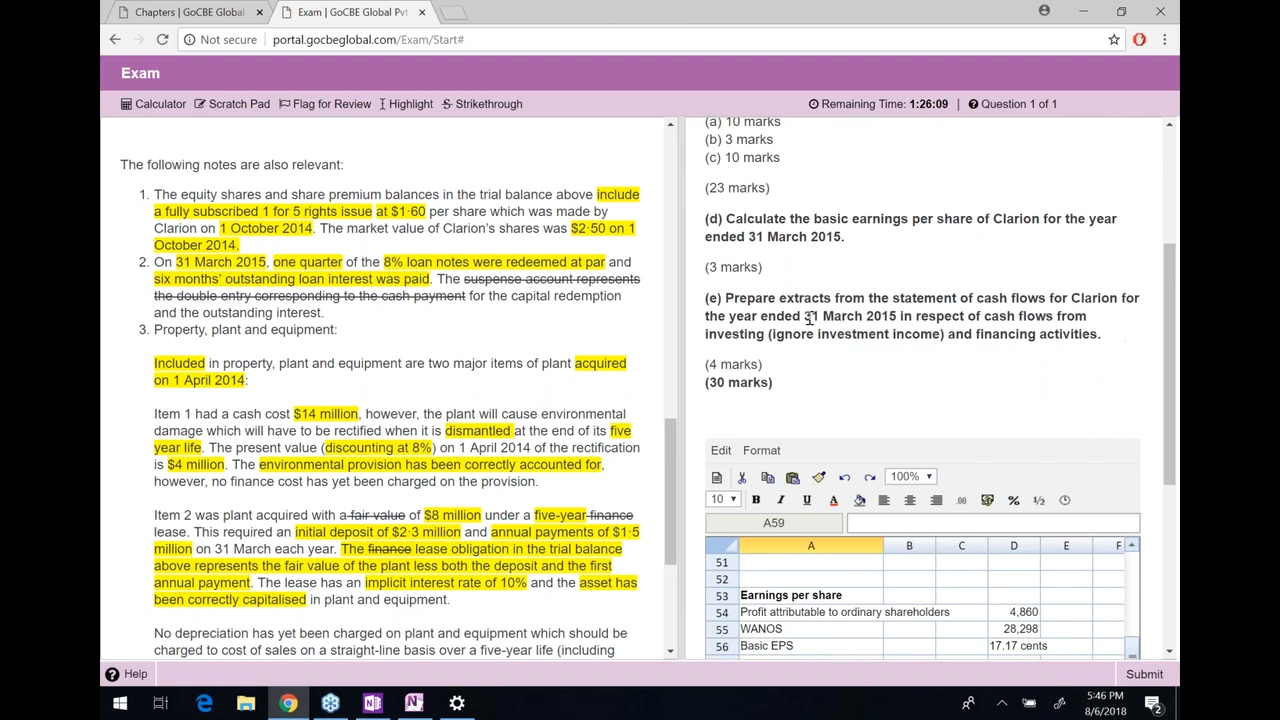 Chapters | GoCBE Global
Exam | GoCBE Global Pvt
Not secure | portal.gocbeglobal.com/Exam/Start#
Exam
Calculator Scratch Pad Flag for Review Highlight Strikethrough
Remaining Time: 1:26:09 | Question 1 of 1
The following notes are also relevant:
1. The equity shares and share premium balances in the trial balance above include
a fully subscribed 1 for 5 rights issue at $1·60 per share which was made by
Clarion on 1 October 2014. The market value of Clarion's shares was $2·50 on 1
October 2014.
2. On 31 March 2015, one quarter of the 8% loan notes were redeemed at par and
six months' outstanding loan interest was paid. The suspense account represents
the double entry corresponding to the cash payment for the capital redemption
and the outstanding interest.
3. Property, plant and equipment:
Included in property, plant and equipment are two major items of plant acquired
on 1 April 2014:
Item 1 had a cash cost $14 million, however, the plant will cause environmental
damage which will have to be rectified when it is dismantled at the end of its five
year life. The present value (discounting at 8%) on 1 April 2014 of the rectification
is $4 million. The environmental provision has been correctly accounted for,
however, no finance cost has yet been charged on the provision.
Item 2 was plant acquired with a fair value of $8 million under a five-year finance
lease. This required an initial deposit of $2·3 million and annual payments of $1·5
million on 31 March each year. The finance lease obligation in the trial balance
above represents the fair value of the plant less both the deposit and the first
annual payment. The lease has an implicit interest rate of 10% and the asset has
been correctly capitalised in plant and equipment.
No depreciation has yet been charged on plant and equipment which should be
charged to cost of sales on a straight-line basis over a five-year life (including
(a) 10 marks
(b) 3 marks
(c) 10 marks
(23 marks)
(d) Calculate the basic earnings per share of Clarion for the year
ended 31 March 2015.
(3 marks)
(e) Prepare extracts from the statement of cash flows for Clarion for
the year ended 31 March 2015 in respect of cash flows from
investing (ignore investment income) and financing activities.
(4 marks)
(30 marks)
Edit Format
100%
10 B I U A .00 % ½
A59
A B C D E F
51
52
53 Earnings per share
54 Profit attributable to ordinary shareholders 4,860
55 WANOS 28,298
56 Basic EPS 17.17 cents
Help
Submit
5:46 PM
8/6/2018
2